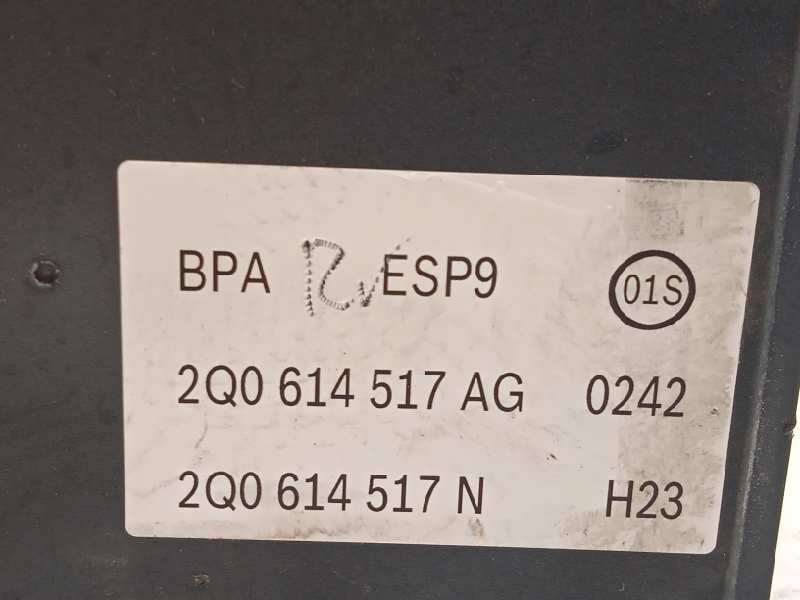 BPA ESP9 01S
2Q0 614 517 AG 0242
2Q0 614 517 N H23